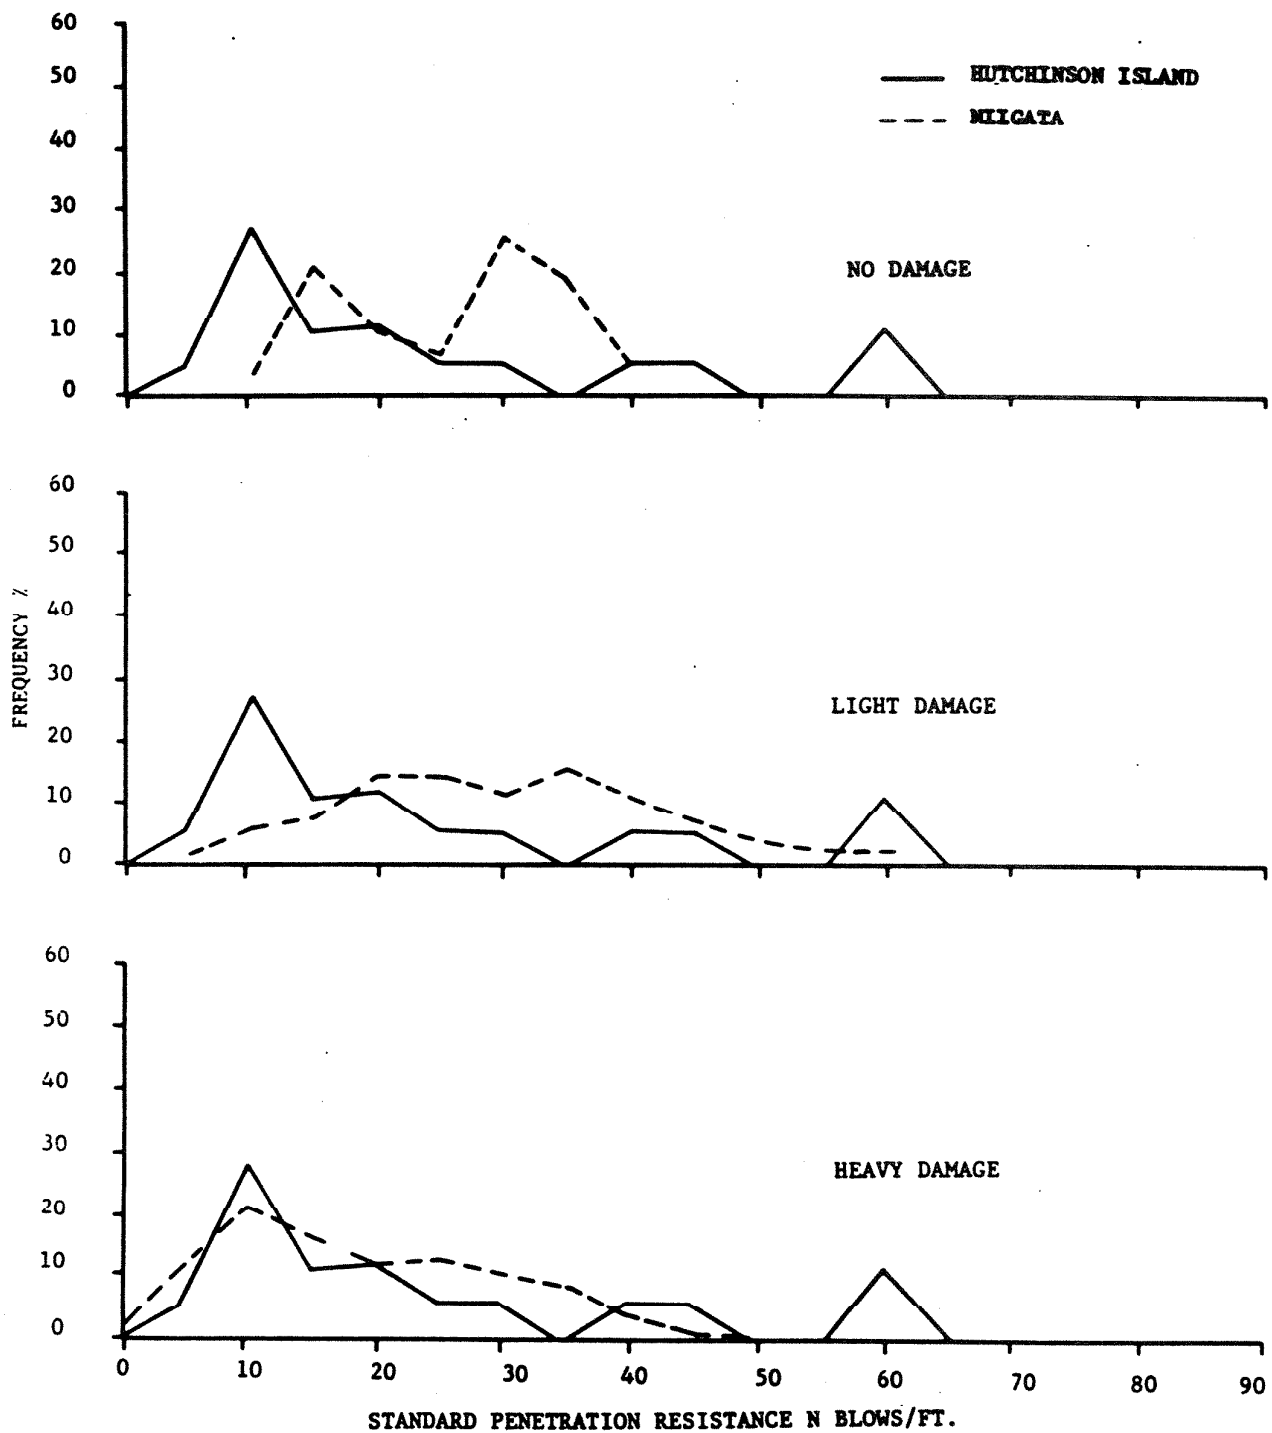 60
50
40
30
20
10
0
HUTCHINSON ISLAND
NIIGATA
NO DAMAGE
60
50
40
30
20
10
0
LIGHT DAMAGE
FREQUENCY %
60
50
40
30
20
10
0
HEAVY DAMAGE
0 10 20 30 40 50 60 70 80 90
STANDARD PENETRATION RESISTANCE N BLOWS/FT.